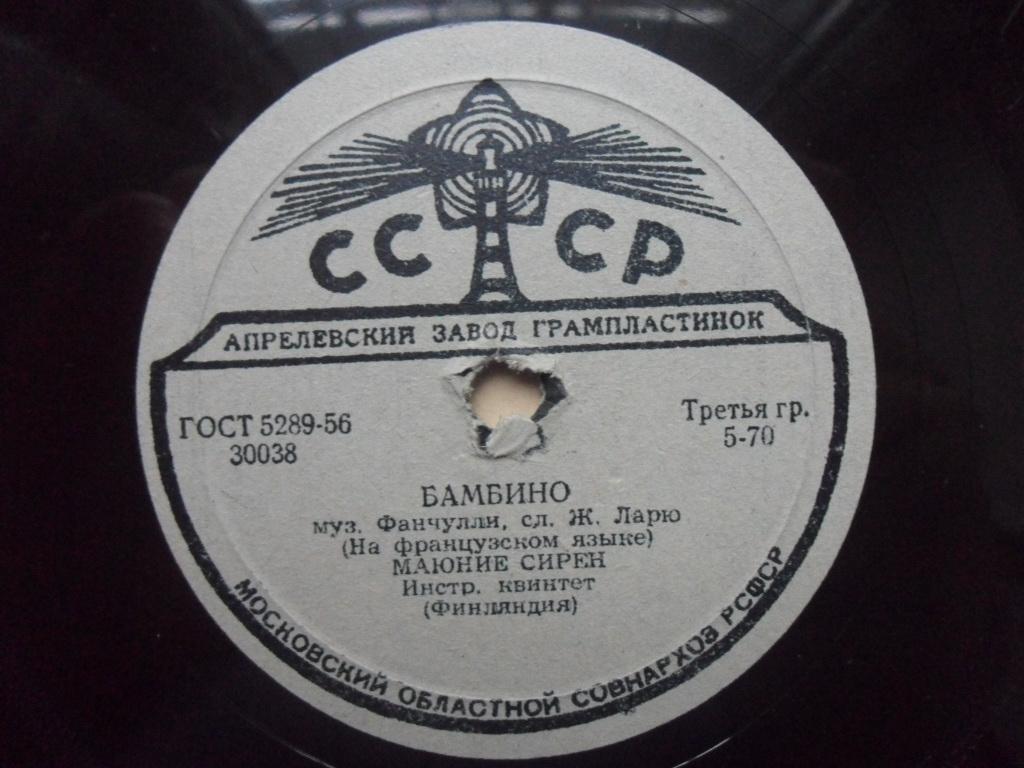 СССР
АПРЕЛЕВСКИЙ ЗАВОД ГРАМПЛАСТИНОК
ГОСТ 5289-56
30038
Третья гр.
5-70
БАМБИНО
муз. Фанчулли, сл. Ж. Ларю
(На французском языке)
МАЮНИЕ СИРЕН
Инстр. квинтет
(Финляндия)
МОСКОВСКИЙ ОБЛАСТНОЙ СОВНАРХОЗ РСФСР